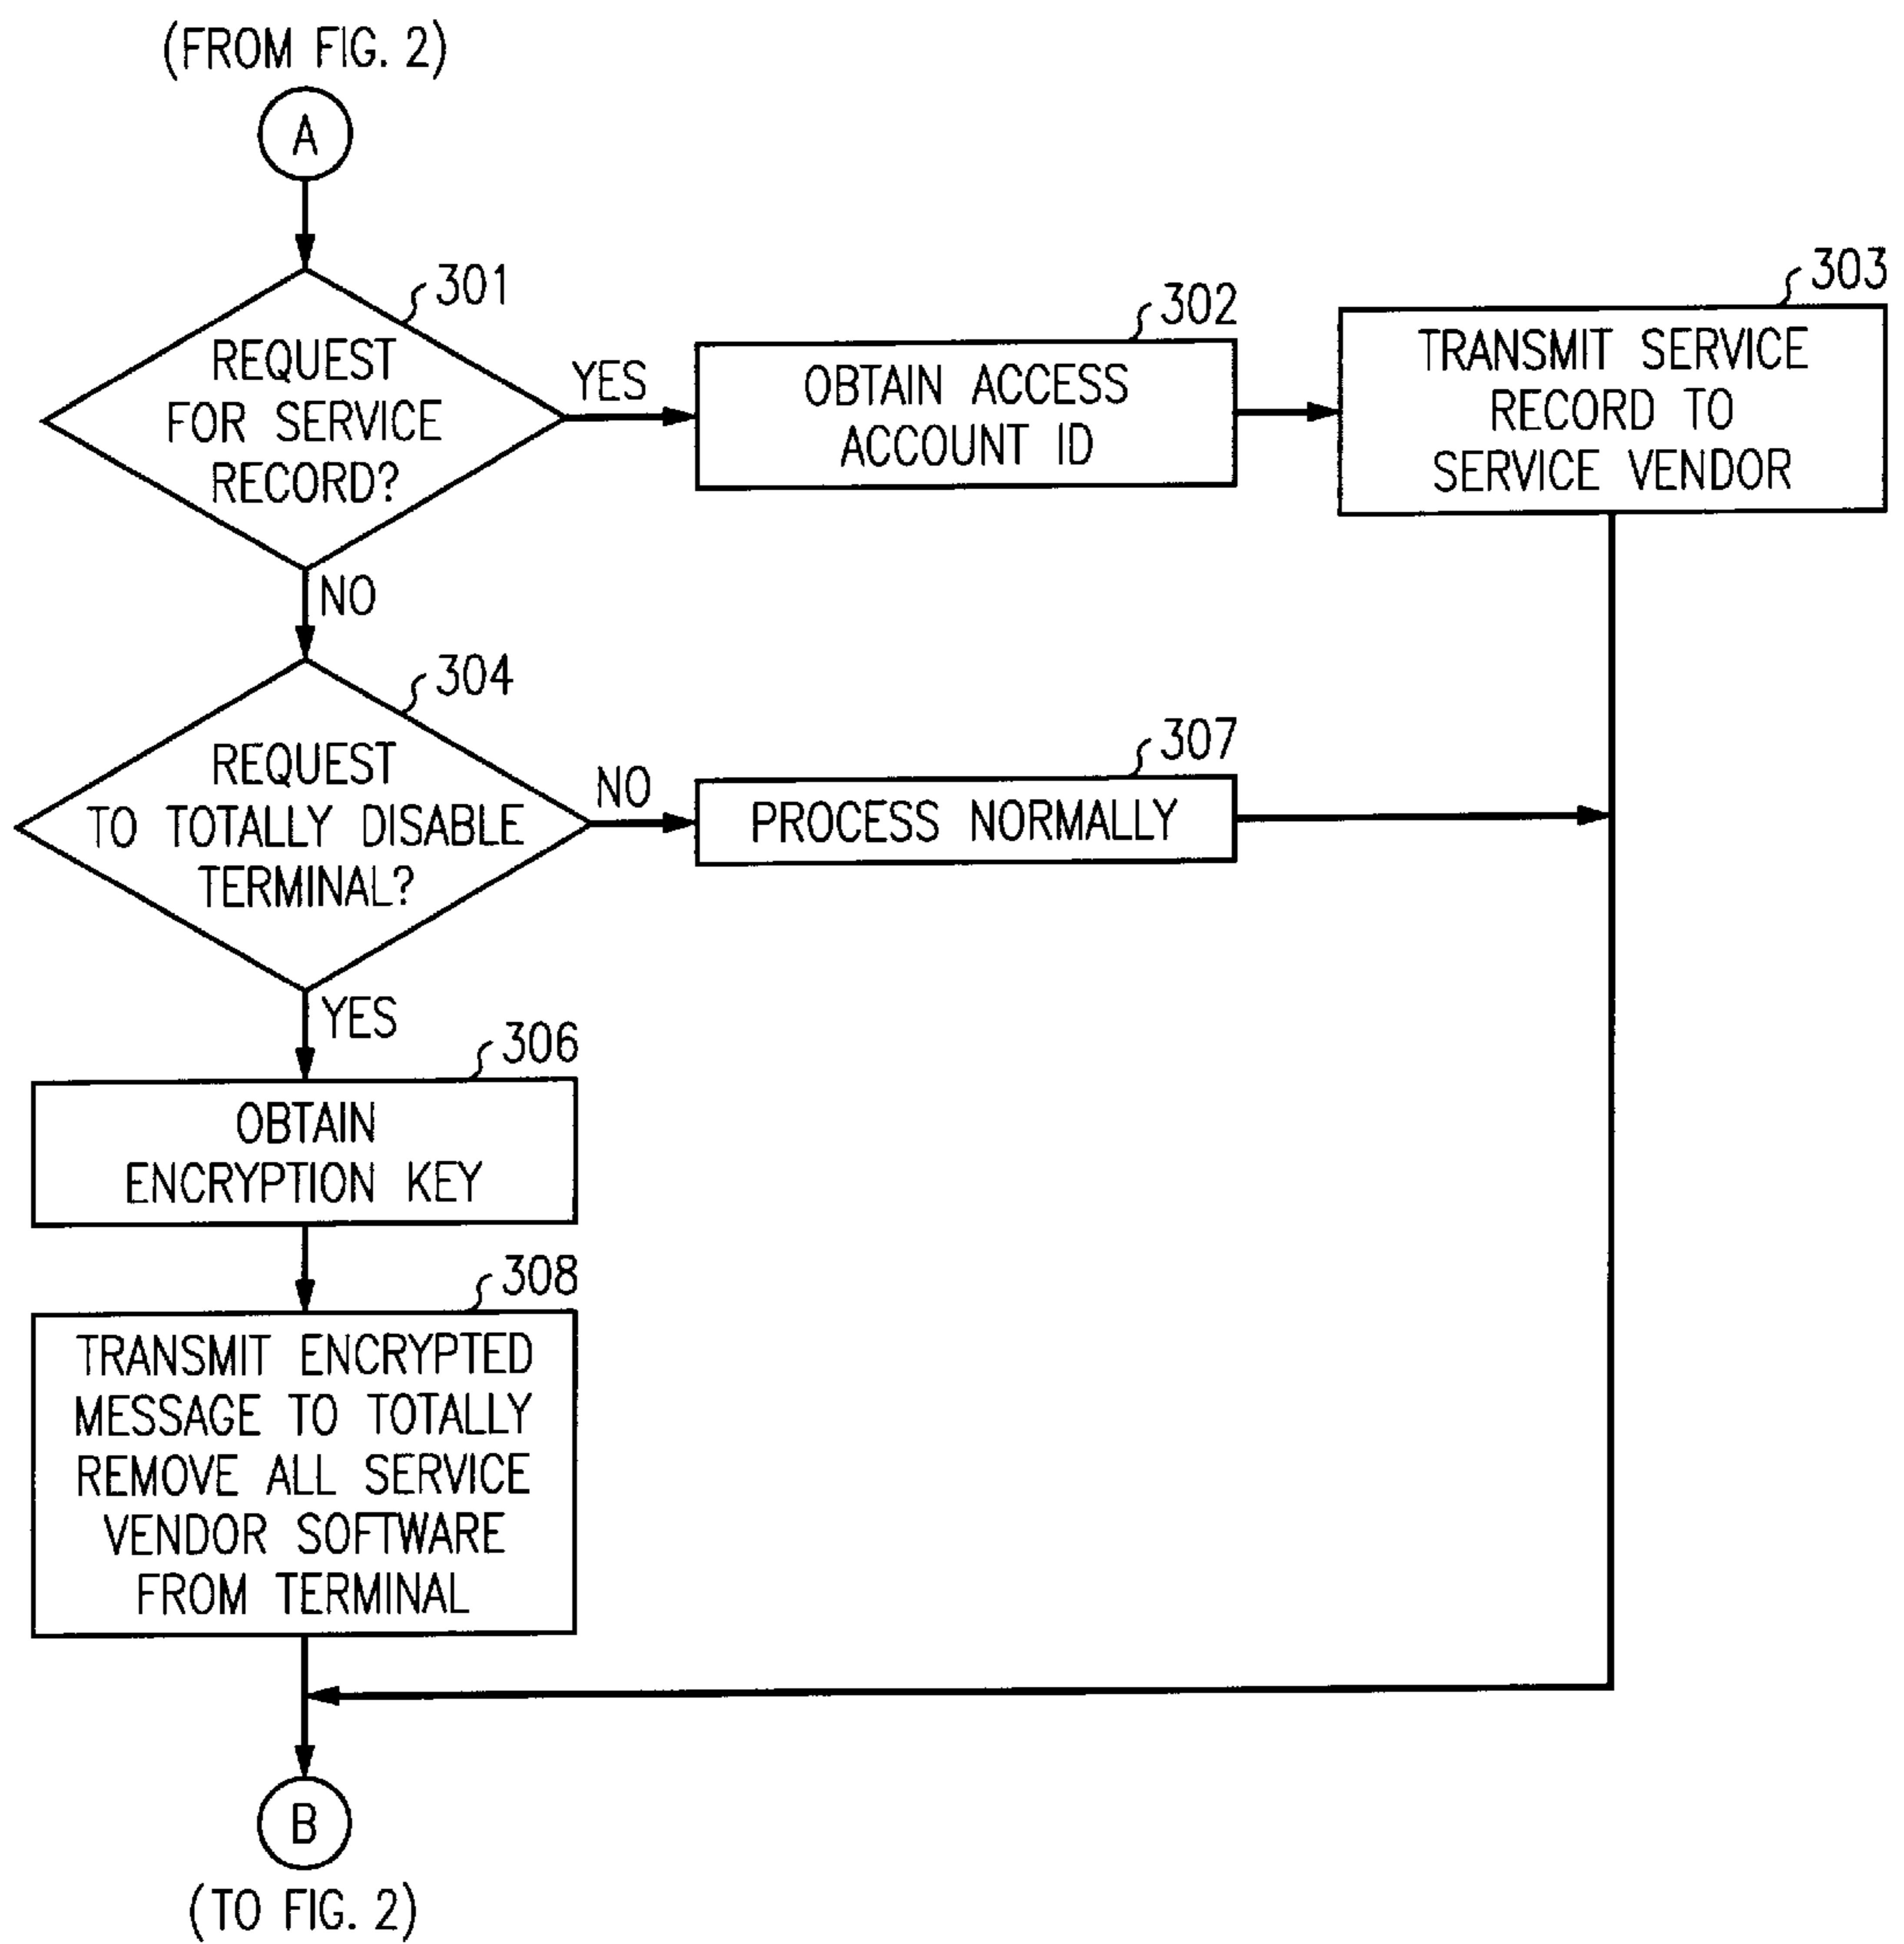 (FROM FIG. 2)
A
301
REQUEST
FOR SERVICE
RECORD?
YES
302
OBTAIN ACCESS
ACCOUNT ID
303
TRANSMIT SERVICE
RECORD TO
SERVICE VENDOR
NO
304
REQUEST
TO TOTALLY DISABLE
TERMINAL?
NO
307
PROCESS NORMALLY
YES
306
OBTAIN
ENCRYPTION KEY
308
TRANSMIT ENCRYPTED
MESSAGE TO TOTALLY
REMOVE ALL SERVICE
VENDOR SOFTWARE
FROM TERMINAL
B
(TO FIG. 2)